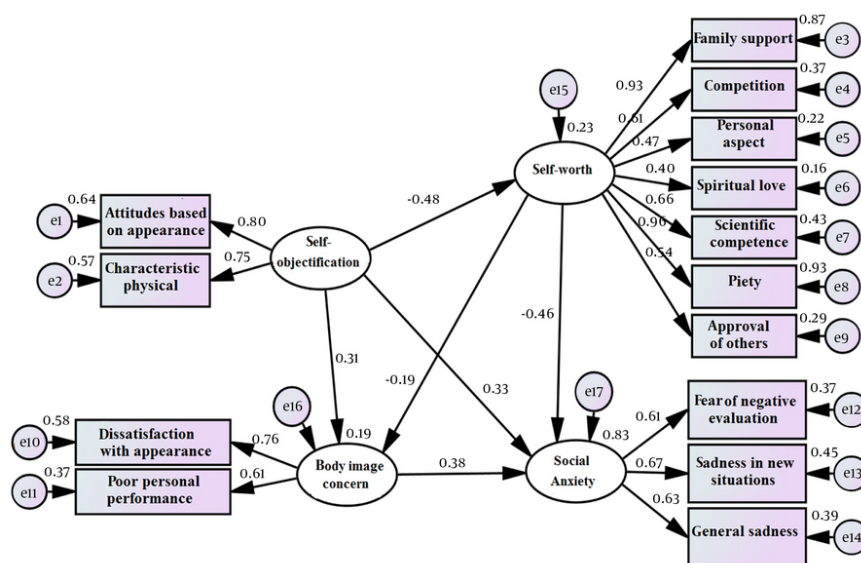 0.87
Family support
e3
0.93
0.37
Competition
e4
e15
0.23
0.61
0.22
Personal
aspect
e5
0.47
Self-worth
0.40
0.16
Spiritual love
e6
0.66
0.43
Scientific
competence
e7
0.96
0.93
Piety
e8
0.54
0.29
Approval
of others
e9
0.64
e1
Attitudes based
on appearance
0.80
-0.48
Self-
objectification
0.57
e2
Characteristic
physical
0.75
0.31
-0.19
-0.46
0.33
e16
e17
0.58
e10
Dissatisfaction
with appearance
0.76
0.19
0.37
e11
Poor personal
performance
0.61
Body image
concern
0.38
0.83
Social
Anxiety
0.61
0.37
Fear of negative
evaluation
e12
0.67
0.45
Sadness in new
situations
e13
0.63
0.39
General sadness
e14